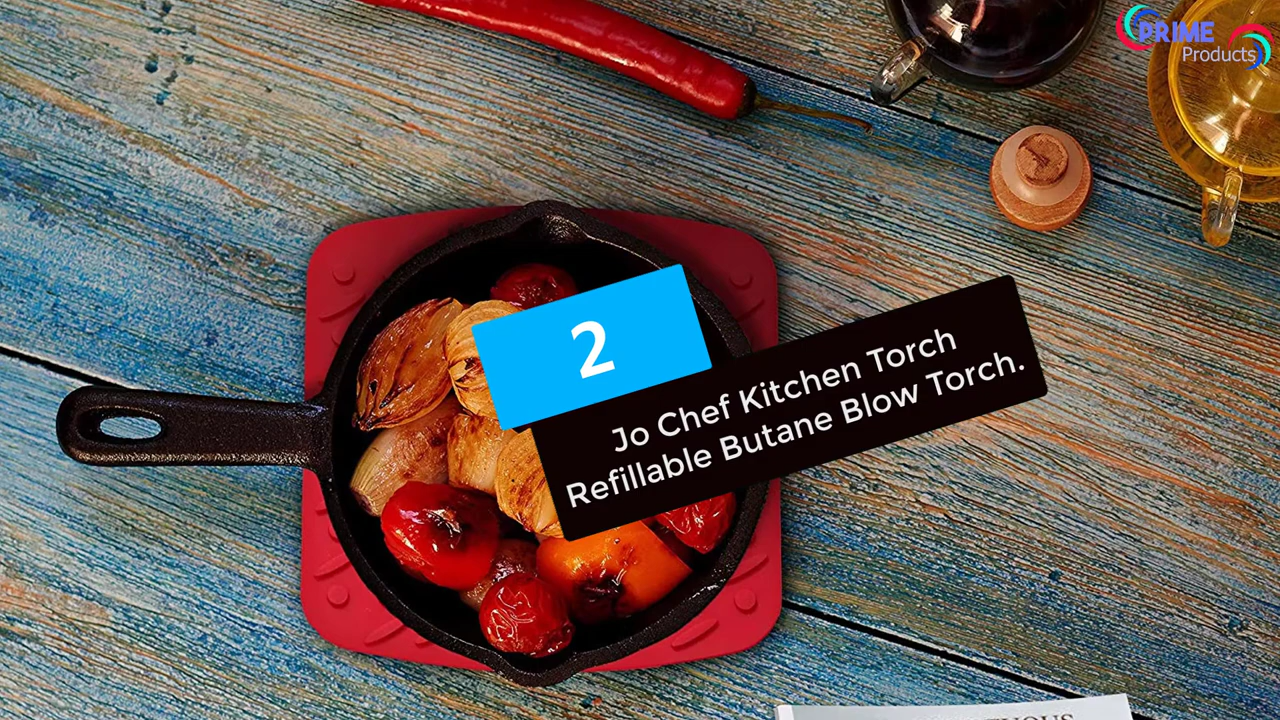 PRIME
Products
2
Jo Chef Kitchen Torch
Refillable Butane Blow Torch.